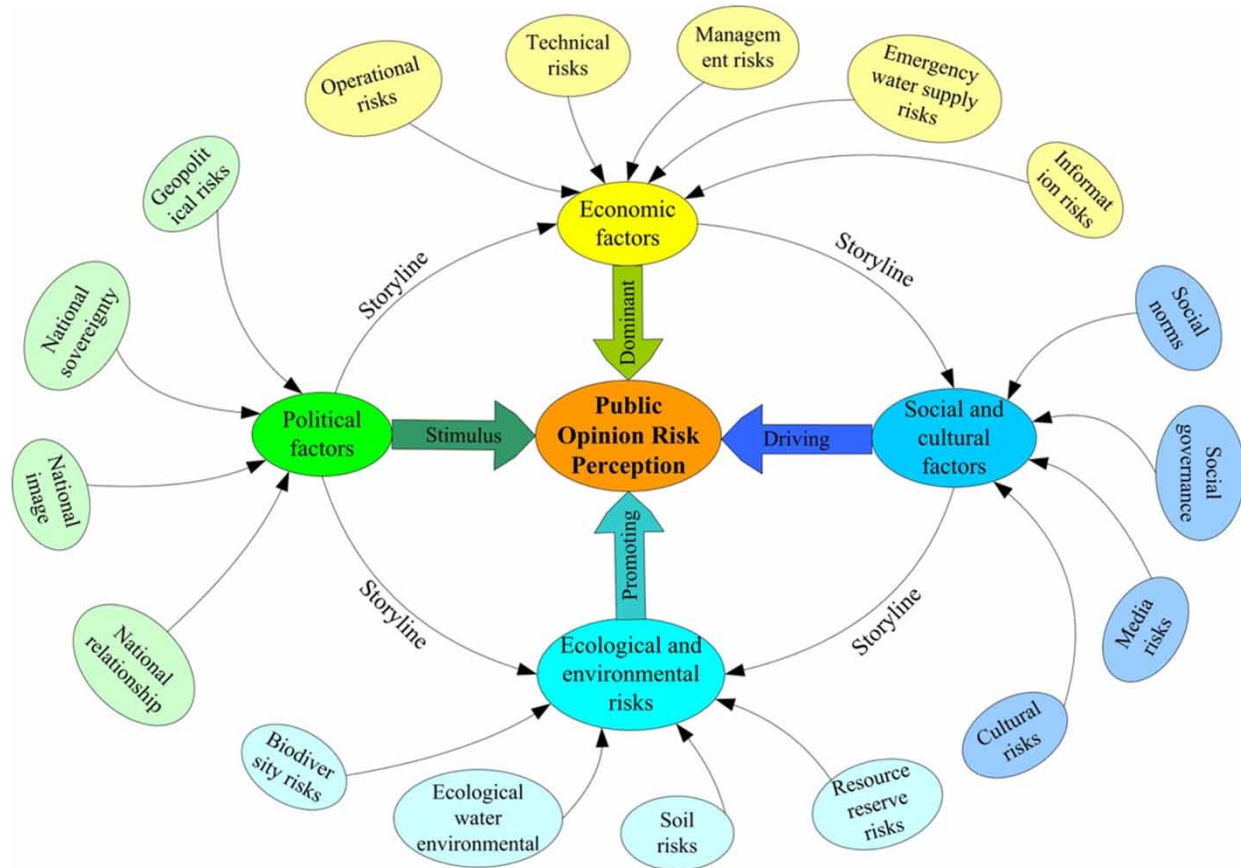 Technical
risks
Managem
ent risks
Operational
risks
Emergency
water supply
risks
Geopolit
ical risks
Informat
ion risks
Economic
factors
Storyline
Storyline
National
sovereignty
Social
norms
Dominant
Political
factors
Stimulus
Public
Opinion Risk
Perception
Driving
Social and
cultural
factors
National
image
Social
governance
Promoting
Storyline
Storyline
National
relationship
Ecological and
environmental
risks
Media
risks
Cultural
risks
Biodiver
sity risks
Ecological
water
environmental
Soil
risks
Resource
reserve
risks